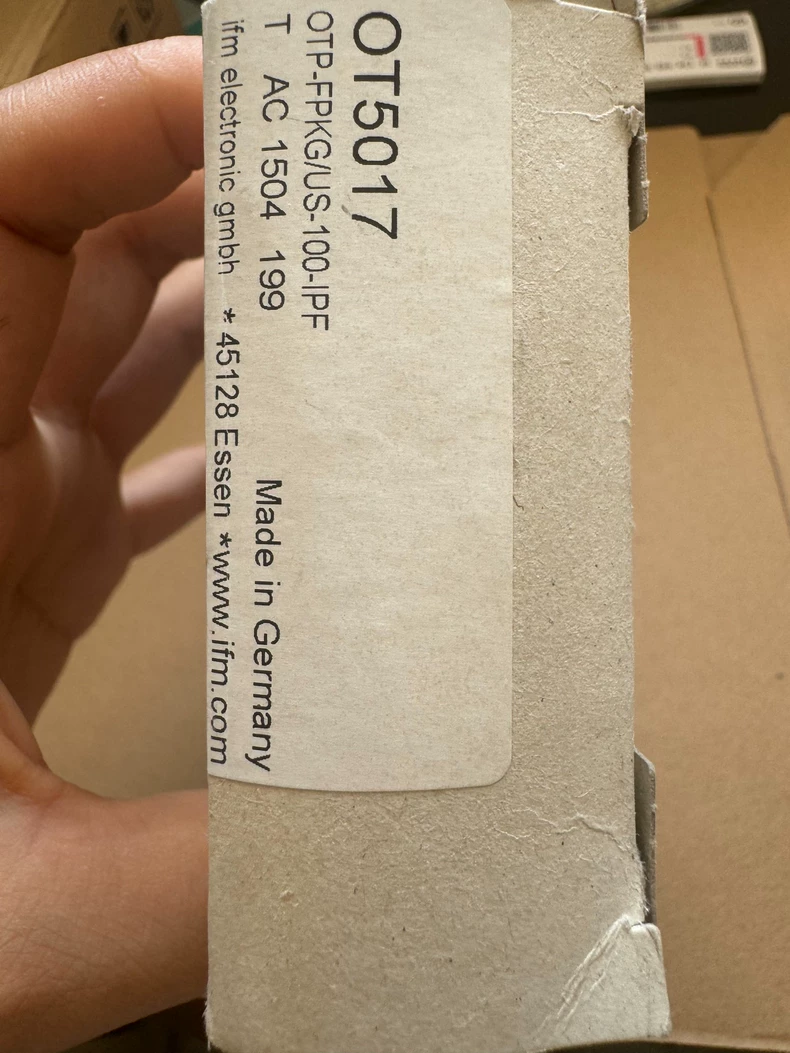 OT5017
OTP-FPKG/US-100-IPF
T AC 1504 199 Made in Germany
ifm electronic gmbh * 45128 Essen *www.ifm.com